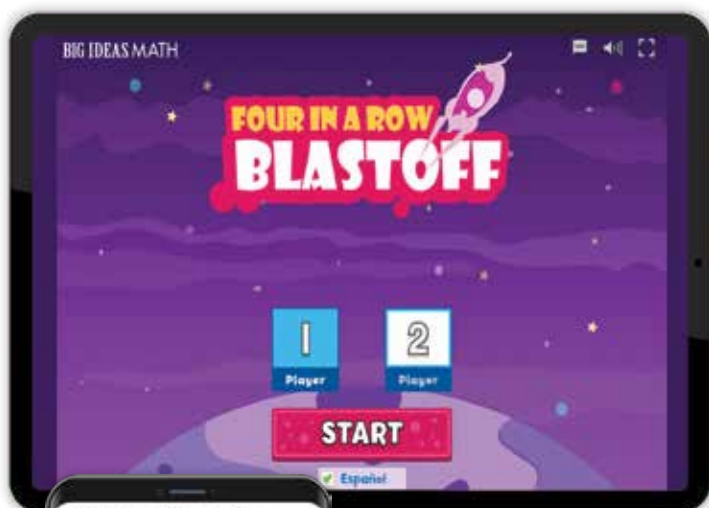 BIG IDEAS MATH
FOUR IN A ROW
BLASTOFF
1
Player
2
Player
START
Español